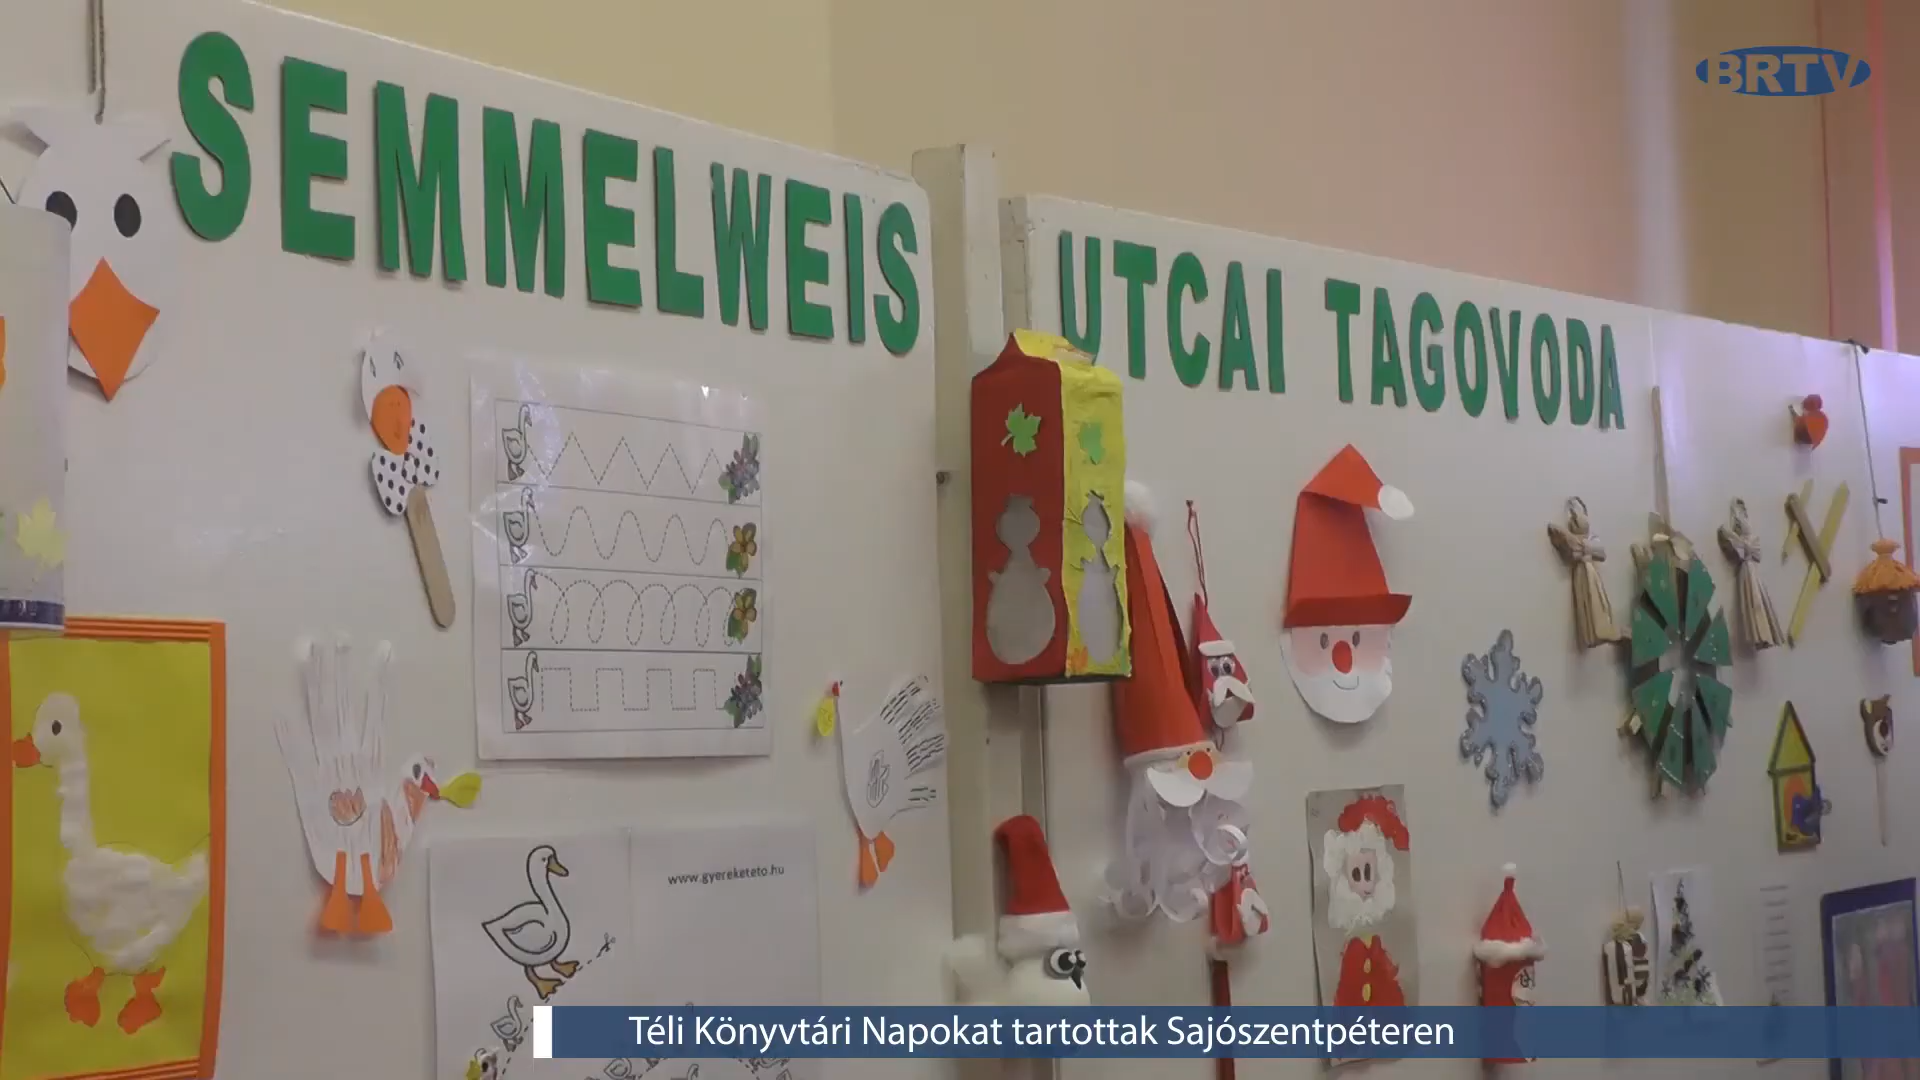 BRTV
SEMMELWEIS UTCAI TAGOVODA
www.gyereketeto.hu
Téli Könyvtári Napokat tartottak Sajószentpéteren